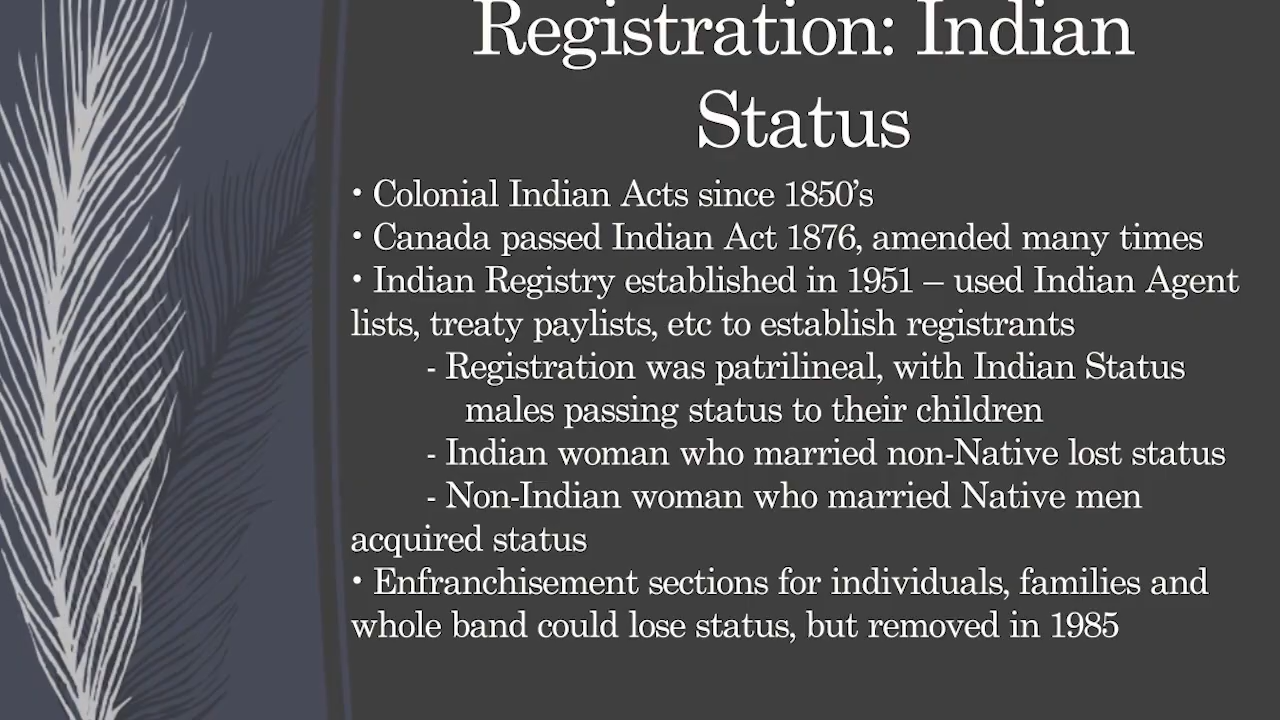 Registration: Indian
Status
• Colonial Indian Acts since 1850’s
• Canada passed Indian Act 1876, amended many times
• Indian Registry established in 1951 – used Indian Agent
lists, treaty paylists, etc to establish registrants
- Registration was patrilineal, with Indian Status
males passing status to their children
- Indian woman who married non-Native lost status
- Non-Indian woman who married Native men
acquired status
• Enfranchisement sections for individuals, families and
whole band could lose status, but removed in 1985